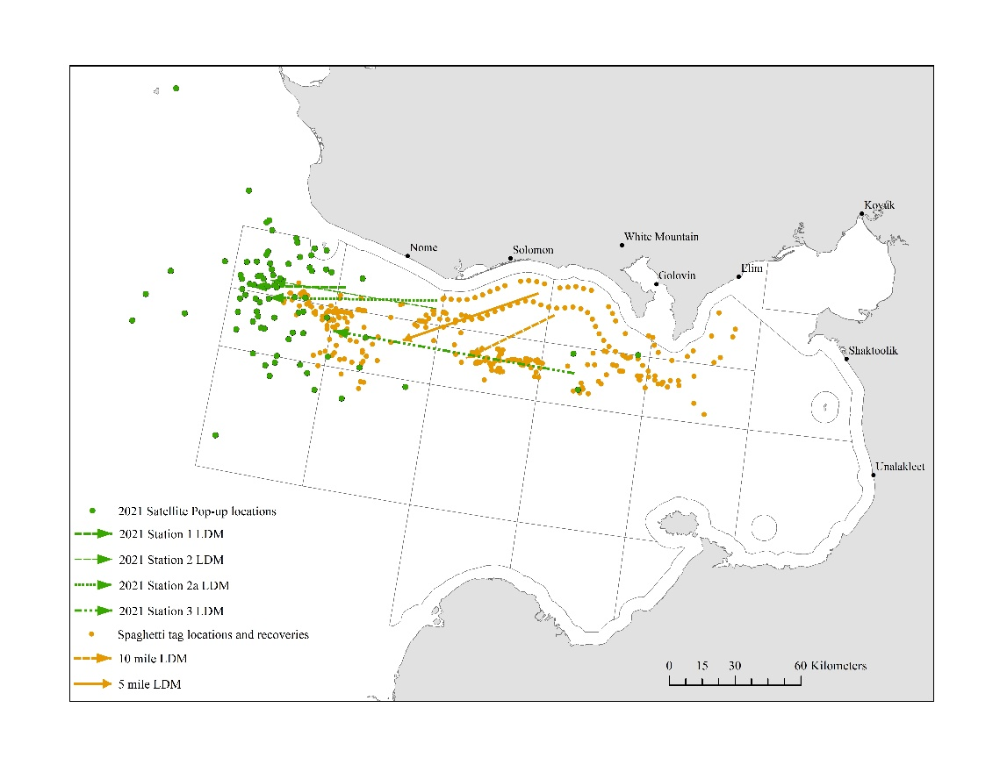 Koyuk
White Mountain
Nome
Solomon
Elim
Golovin
Shaktoolik
Unalakleet
2021 Satellite Pop-up locations
2021 Station 1 LDM
2021 Station 2 LDM
2021 Station 2a LDM
2021 Station 3 LDM
Spaghetti tag locations and recoveries
10 mile LDM
5 mile LDM
0 15 30 60 Kilometers